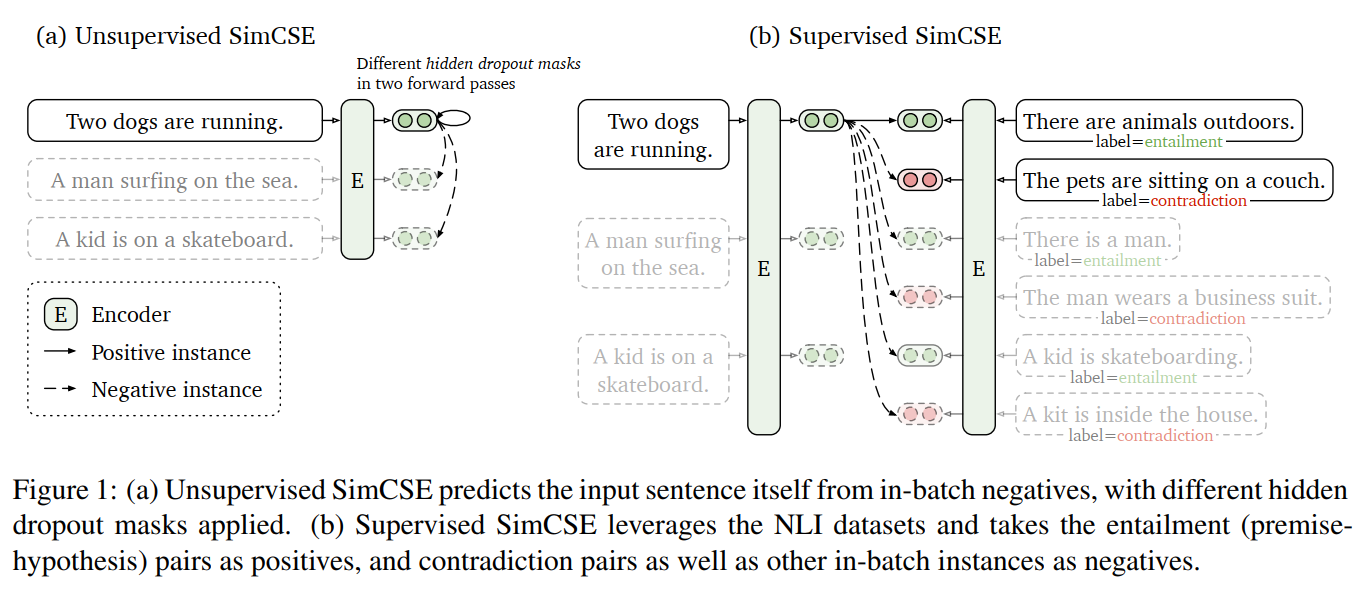 (a) Unsupervised SimCSE
Different hidden dropout masks
in two forward passes
Two dogs are running.
A man surfing on the sea.
A kid is on a skateboard.
E
E Encoder
Positive instance
Negative instance
(b) Supervised SimCSE
Two dogs
are running.
A man surfing
on the sea.
A kid is on a
skateboard.
E
E
There are animals outdoors.
label=entailment
The pets are sitting on a couch.
label=contradiction
There is a man.
label=entailment
The man wears a business suit.
label=contradiction
A kid is skateboarding.
label=entailment
A kit is inside the house.
label=contradiction
Figure 1: (a) Unsupervised SimCSE predicts the input sentence itself from in-batch negatives, with different hidden
dropout masks applied. (b) Supervised SimCSE leverages the NLI datasets and takes the entailment (premise-
hypothesis) pairs as positives, and contradiction pairs as well as other in-batch instances as negatives.